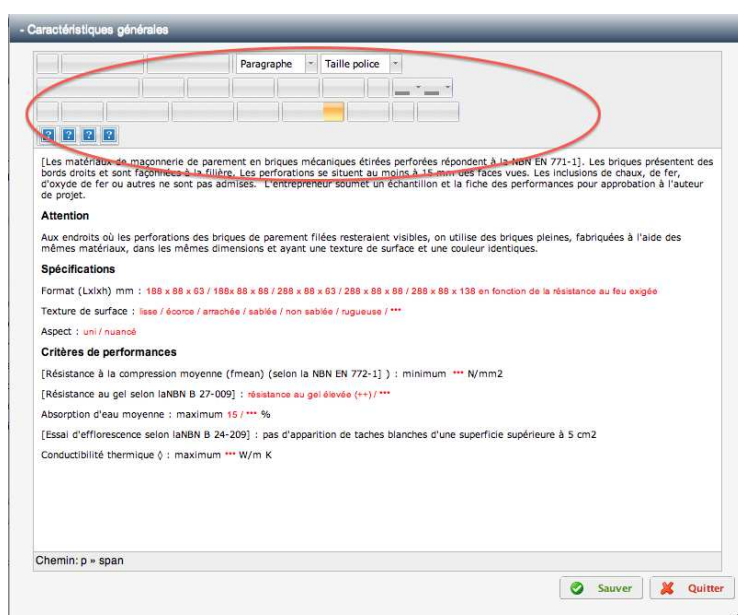 - Caractéristiques générales
Paragraphe Taille police
? ? ? ?
[Les matériaux de maçonnerie de parement en briques mécaniques étirées perforées répondent à la NBN EN 771-1]. Les briques présentent des
bords droits et sont façonnées à la filière. Les perforations se situent au moins à 15 mm des faces vues. Les inclusions de chaux, de fer,
d'oxyde de fer ou autres ne sont pas admises. L'entrepreneur soumet un échantillon et la fiche des performances pour approbation à l'auteur
de projet.
Attention
Aux endroits où les perforations des briques de parement filées resteraient visibles, on utilise des briques pleines, fabriquées à l'aide des
mêmes matériaux, dans les mêmes dimensions et ayant une texture de surface et une couleur identiques.
Spécifications
Format (Lxlxh) mm : 188 x 88 x 63 / 188x 88 x 88 / 288 x 88 x 63 / 288 x 88 x 88 / 288 x 88 x 138 en fonction de la résistance au feu exigée
Texture de surface : lisse / écorce / arrachée / sablée / non sablée / rugueuse / ***
Aspect : uni / nuancé
Critères de performances
[Résistance à la compression moyenne (fmean) (selon la NBN EN 772-1] ) : minimum *** N/mm2
[Résistance au gel selon laNBN B 27-009] : résistance au gel élevée (++) / ***
Absorption d'eau moyenne : maximum 15 / *** %
[Essai d'efflorescence selon laNBN B 24-209] : pas d'apparition de taches blanches d'une superficie supérieure à 5 cm2
Conductibilité thermique ◊ : maximum *** W/m K
Chemin: p » span
Sauver Quitter